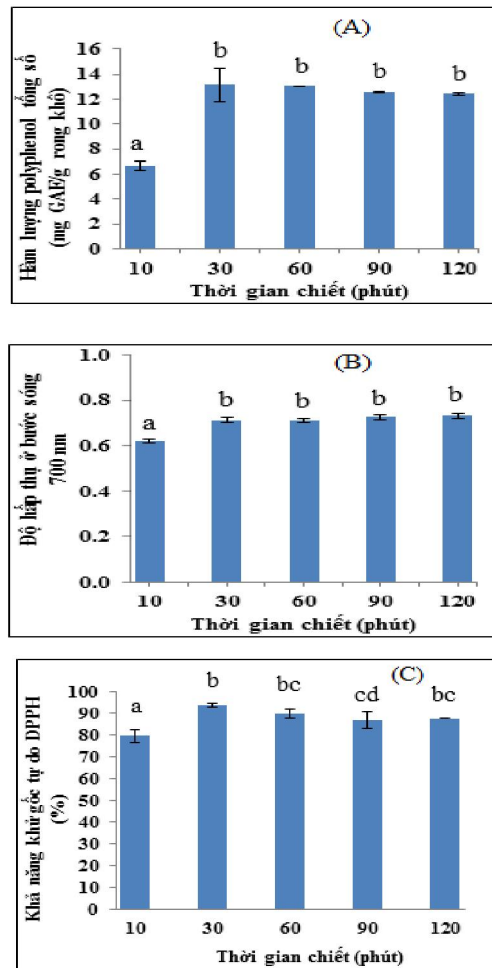 (A)
Hàm lượng polyphenol tổng số
(mg GAE/g rong khô)
16
14
12
10
8
6
4
2
0
a
b
b
b
b
10
30
60
90
120
Thời gian chiết (phút)
(B)
Độ hấp thụ ở bước sóng
700 nm
1.0
0.8
0.6
0.4
0.2
0.0
a
b
b
b
b
10
30
60
90
120
Thời gian chiết (phút)
(C)
Khả năng khử gốc tự do DPPH
(%)
100
90
80
70
60
50
40
30
20
10
0
a
b
bc
cd
bc
10
30
60
90
120
Thời gian chiết (phút)